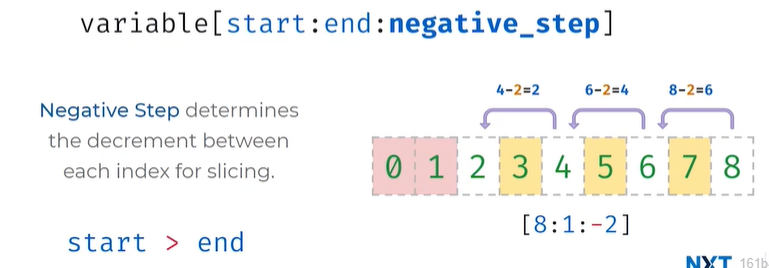 variable[start:end:negative_step]
Negative Step determines
the decrement between
each index for slicing.
start > end
4-2=2 6-2=4 8-2=6
0 1 2 3 4 5 6 7 8
[8:1:-2]
NXT 161b